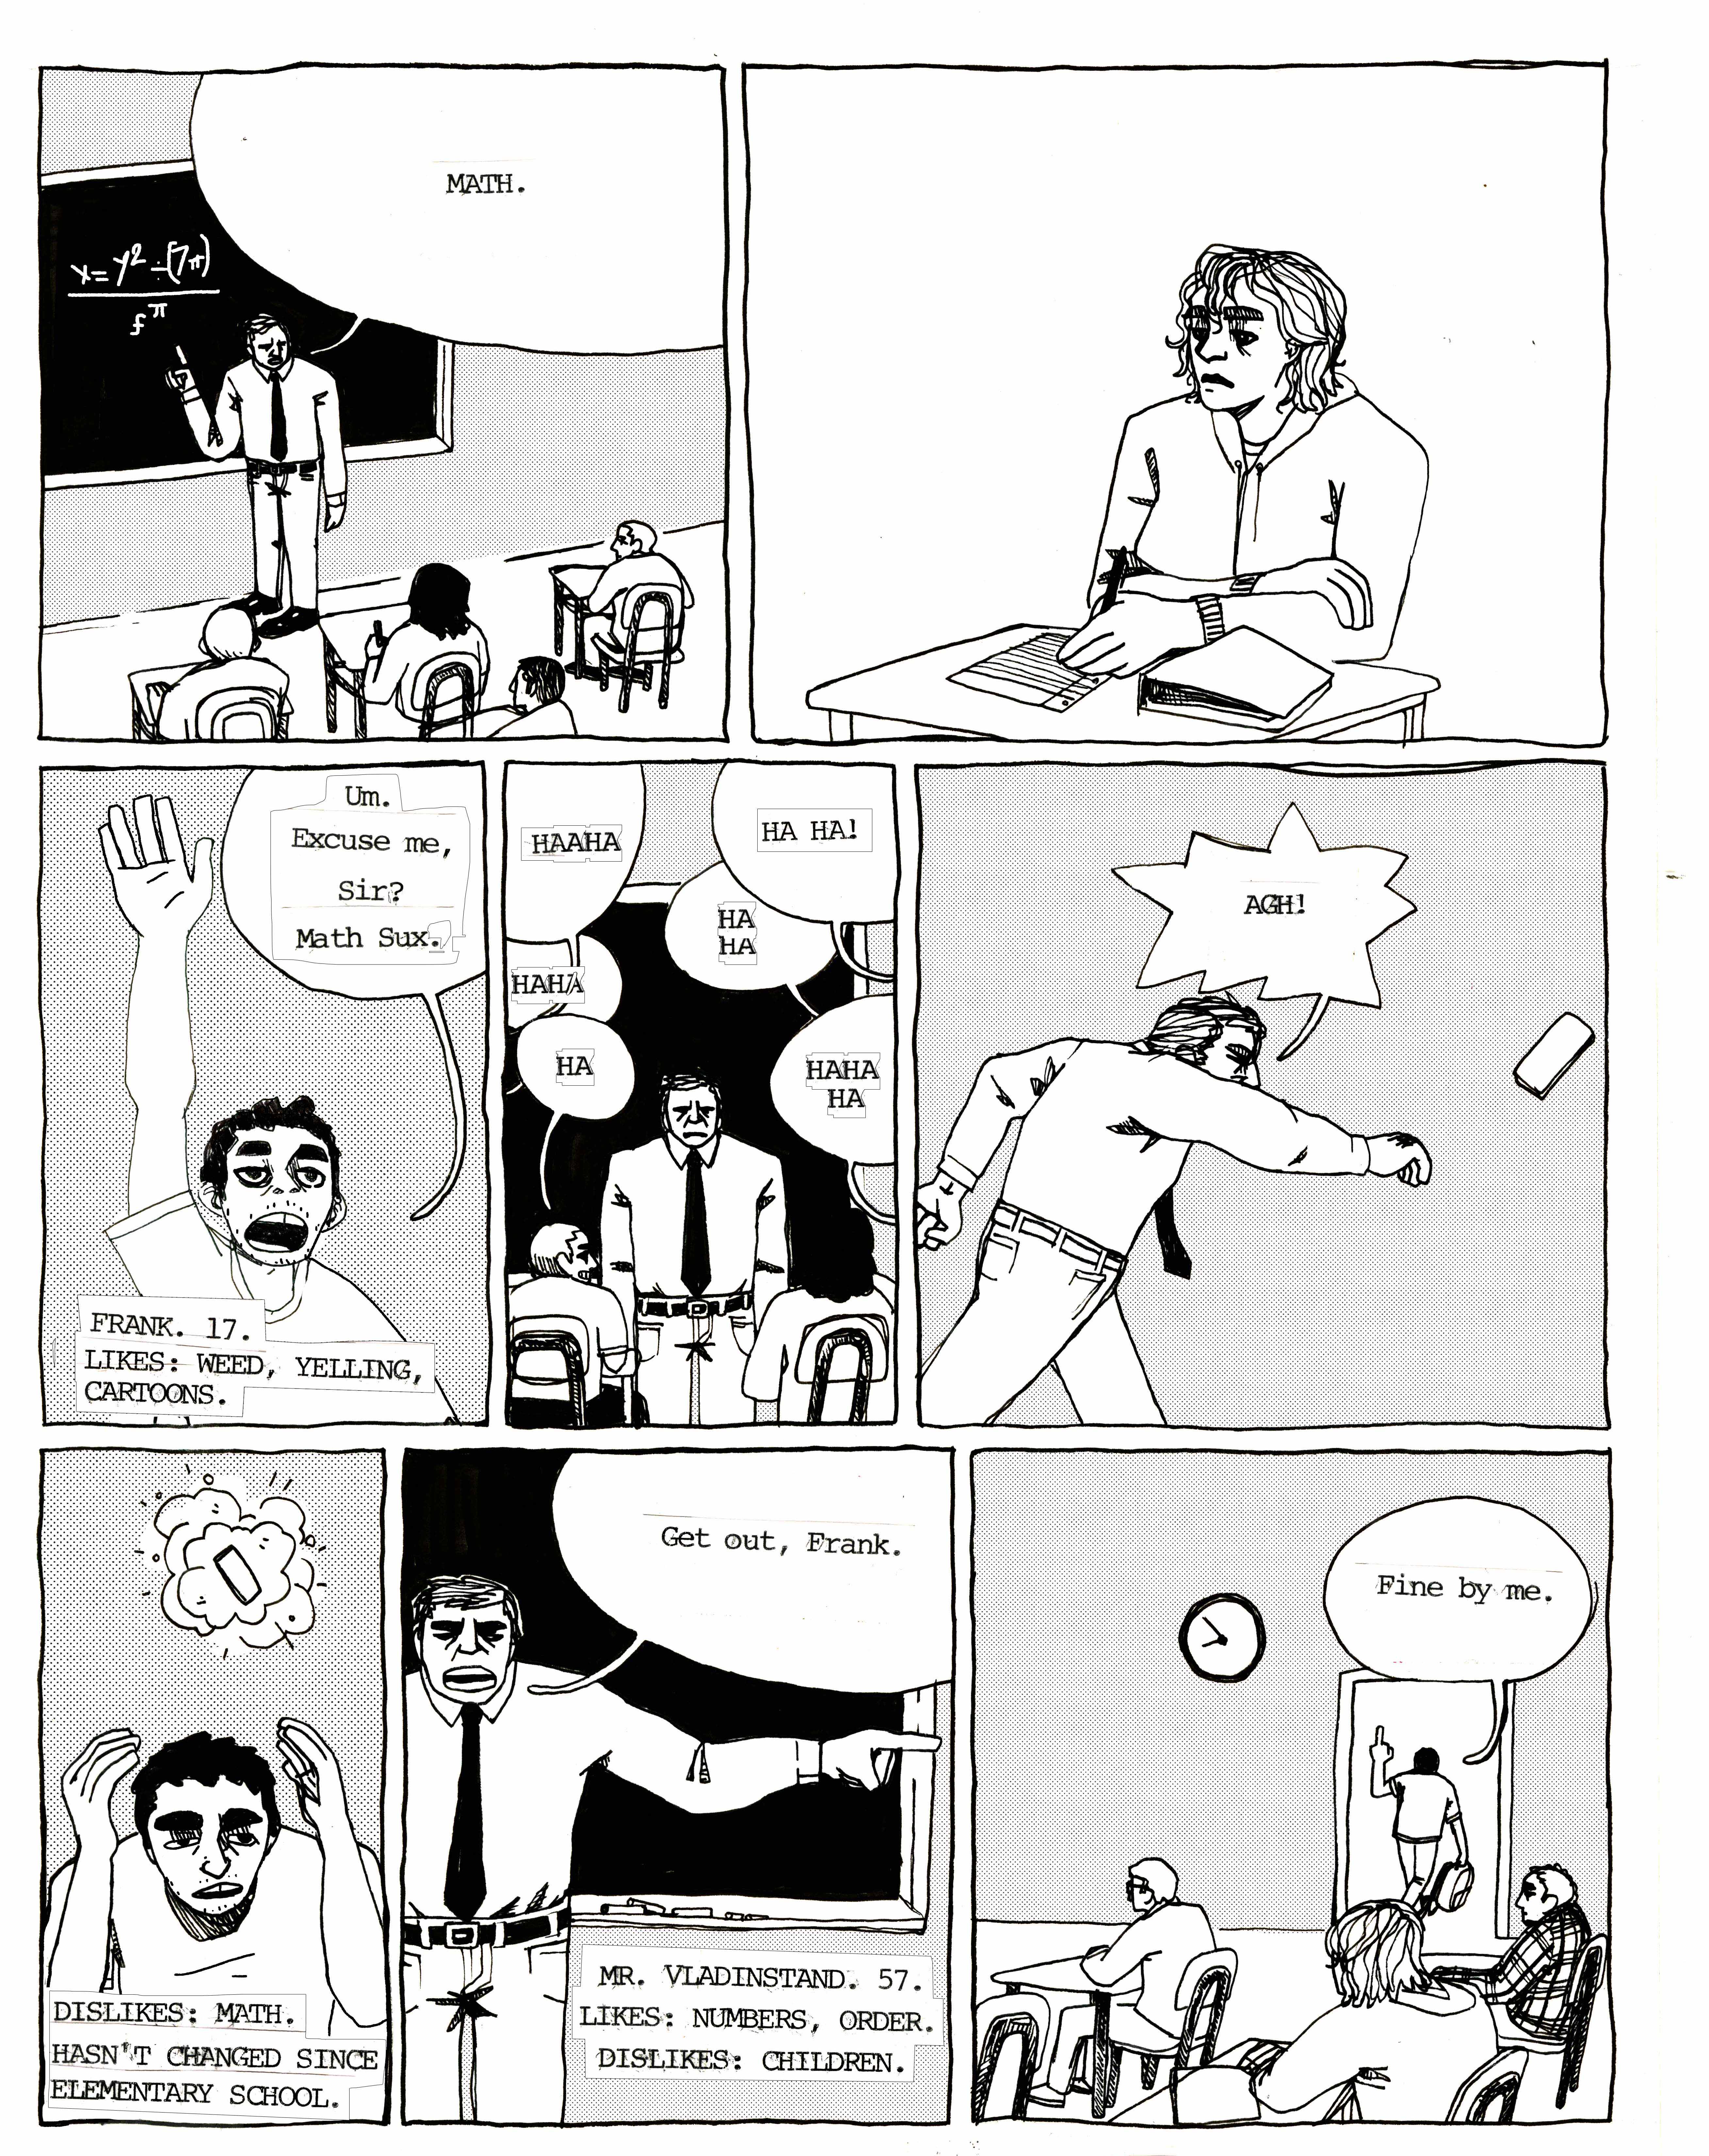 MATH.
x = y² ÷ (7π)
f^π
Um.
Excuse me,
Sir?
Math Sux.
FRANK. 17.
LIKES: WEED, YELLING,
CARTOONS.
HAAHA
HA HA!
HA
HA
HAHA
HA
HAHA
HA
AGH!
DISLIKES: MATH.
HASN'T CHANGED SINCE
ELEMENTARY SCHOOL.
Get out, Frank.
MR. VLADINSTAND. 57.
LIKES: NUMBERS, ORDER.
DISLIKES: CHILDREN.
Fine by me.